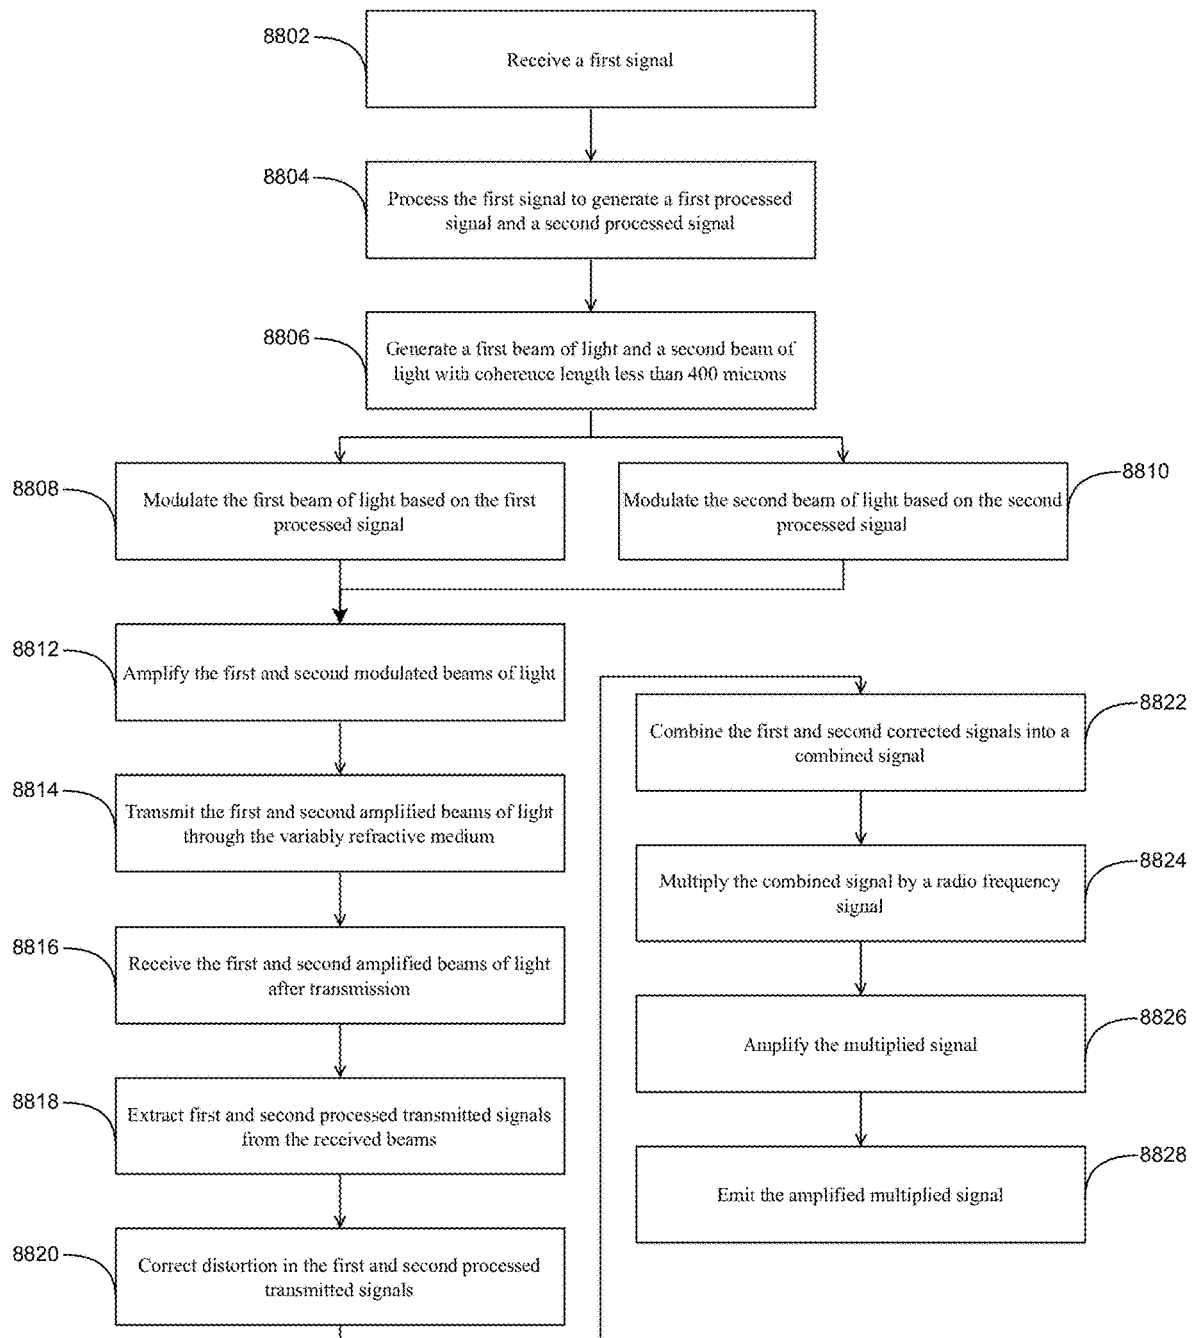 8802
Receive a first signal
8804
Process the first signal to generate a first processed
signal and a second processed signal
8806
Generate a first beam of light and a second beam of
light with coherence length less than 400 microns
8808
Modulate the first beam of light based on the first
processed signal
8810
Modulate the second beam of light based on the second
processed signal
8812
Amplify the first and second modulated beams of light
8814
Transmit the first and second amplified beams of light
through the variably refractive medium
8816
Receive the first and second amplified beams of light
after transmission
8818
Extract first and second processed transmitted signals
from the received beams
8820
Correct distortion in the first and second processed
transmitted signals
8822
Combine the first and second corrected signals into a
combined signal
8824
Multiply the combined signal by a radio frequency
signal
8826
Amplify the multiplied signal
8828
Emit the amplified multiplied signal